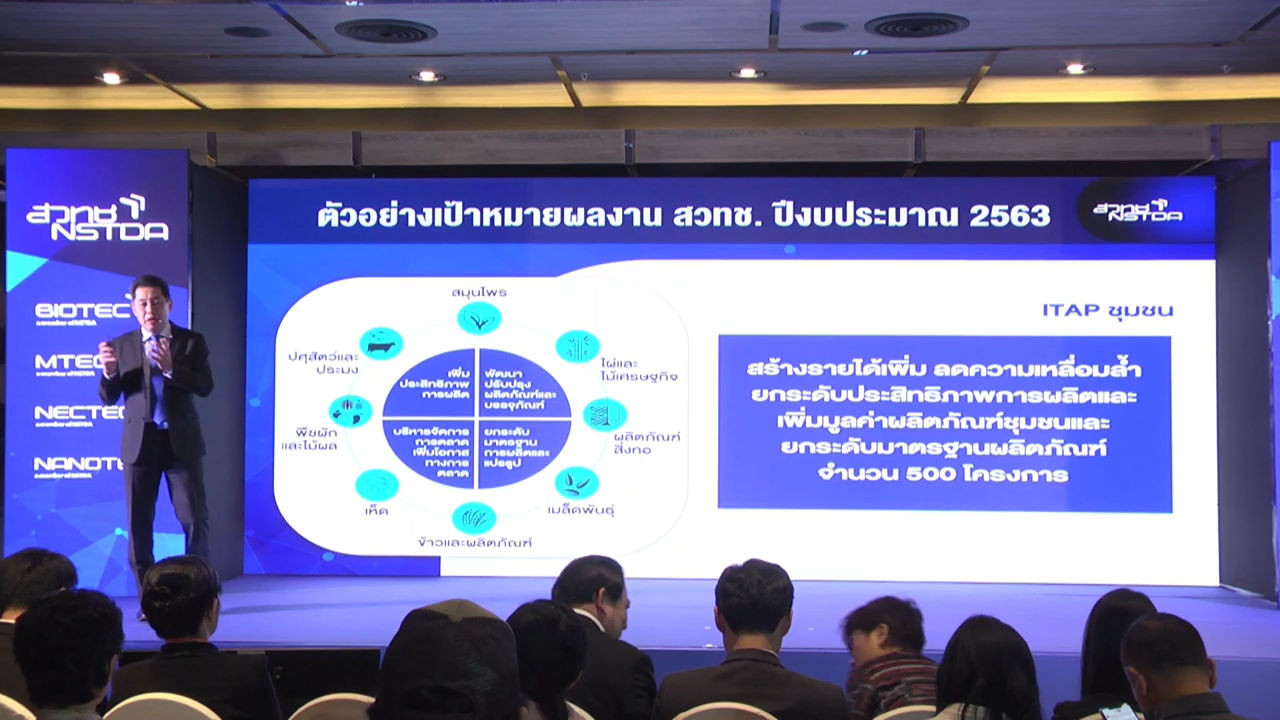 สวทช
NSTDA
BIOTEC
a member of NSTDA
MTEC
a member of NSTDA
NECTEC
a member of NSTDA
NANOTE
a member of NSTDA
ตัวอย่างเป้าหมายผลงาน สวทช. ปีงบประมาณ 2563
สวทช
NSTDA
สมุนไพร
ไผ่และ
ไม้เศรษฐกิจ
ผลิตภัณฑ์
สิ่งทอ
เมล็ดพันธุ์
ข้าวและผลิตภัณฑ์
เห็ด
พืชผัก
และไม้ผล
ปศุสัตว์และ
ประมง
เพิ่ม
ประสิทธิภาพ
การผลิต
พัฒนา
ปรับปรุง
ผลิตภัณฑ์และ
บรรจุภัณฑ์
บริหารจัดการ
การตลาด
เพิ่มโอกาส
ทางการ
ตลาด
ยกระดับ
มาตรฐาน
การผลิตและ
แปรรูป
ITAP ชุมชน
สร้างรายได้เพิ่ม ลดความเหลื่อมล้ำ
ยกระดับประสิทธิภาพการผลิตและ
เพิ่มมูลค่าผลิตภัณฑ์ชุมชนและ
ยกระดับมาตรฐานผลิตภัณฑ์
จำนวน 500 โครงการ